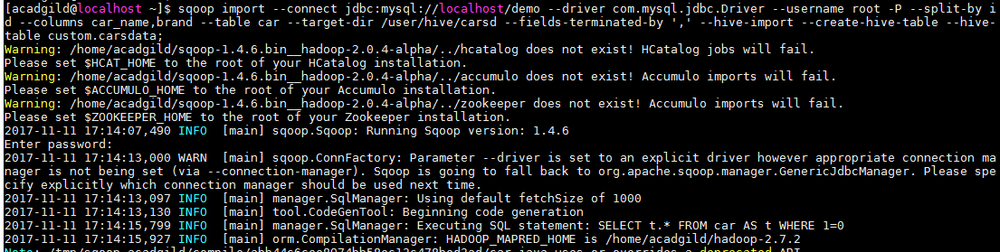 [acadgild@localhost ~]$ sqoop import --connect jdbc:mysql://localhost/demo --driver com.mysql.jdbc.Driver --username root -P --split-by i
d --columns car_name,brand --table car --target-dir /user/hive/carsd --fields-terminated-by ',' --hive-import --create-hive-table --hive-
table custom.carsdata;
Warning: /home/acadgild/sqoop-1.4.6.bin__hadoop-2.0.4-alpha/../hcatalog does not exist! HCatalog jobs will fail.
Please set $HCAT_HOME to the root of your HCatalog installation.
Warning: /home/acadgild/sqoop-1.4.6.bin__hadoop-2.0.4-alpha/../accumulo does not exist! Accumulo imports will fail.
Please set $ACCUMULO_HOME to the root of your Accumulo installation.
Warning: /home/acadgild/sqoop-1.4.6.bin__hadoop-2.0.4-alpha/../zookeeper does not exist! Accumulo imports will fail.
Please set $ZOOKEEPER_HOME to the root of your Zookeeper installation.
2017-11-11 17:14:07,490 INFO  [main] sqoop.Sqoop: Running Sqoop version: 1.4.6
Enter password:
2017-11-11 17:14:13,000 WARN  [main] sqoop.ConnFactory: Parameter --driver is set to an explicit driver however appropriate connection ma
nager is not being set (via --connection-manager). Sqoop is going to fall back to org.apache.sqoop.manager.GenericJdbcManager. Please spe
cify explicitly which connection manager should be used next time.
2017-11-11 17:14:13,097 INFO  [main] manager.SqlManager: Using default fetchSize of 1000
2017-11-11 17:14:13,130 INFO  [main] tool.CodeGenTool: Beginning code generation
2017-11-11 17:14:15,799 INFO  [main] manager.SqlManager: Executing SQL statement: SELECT t.* FROM car AS t WHERE 1=0
2017-11-11 17:14:15,927 INFO  [main] orm.CompilationManager: HADOOP_MAPRED_HOME is /home/acadgild/hadoop-2.7.2